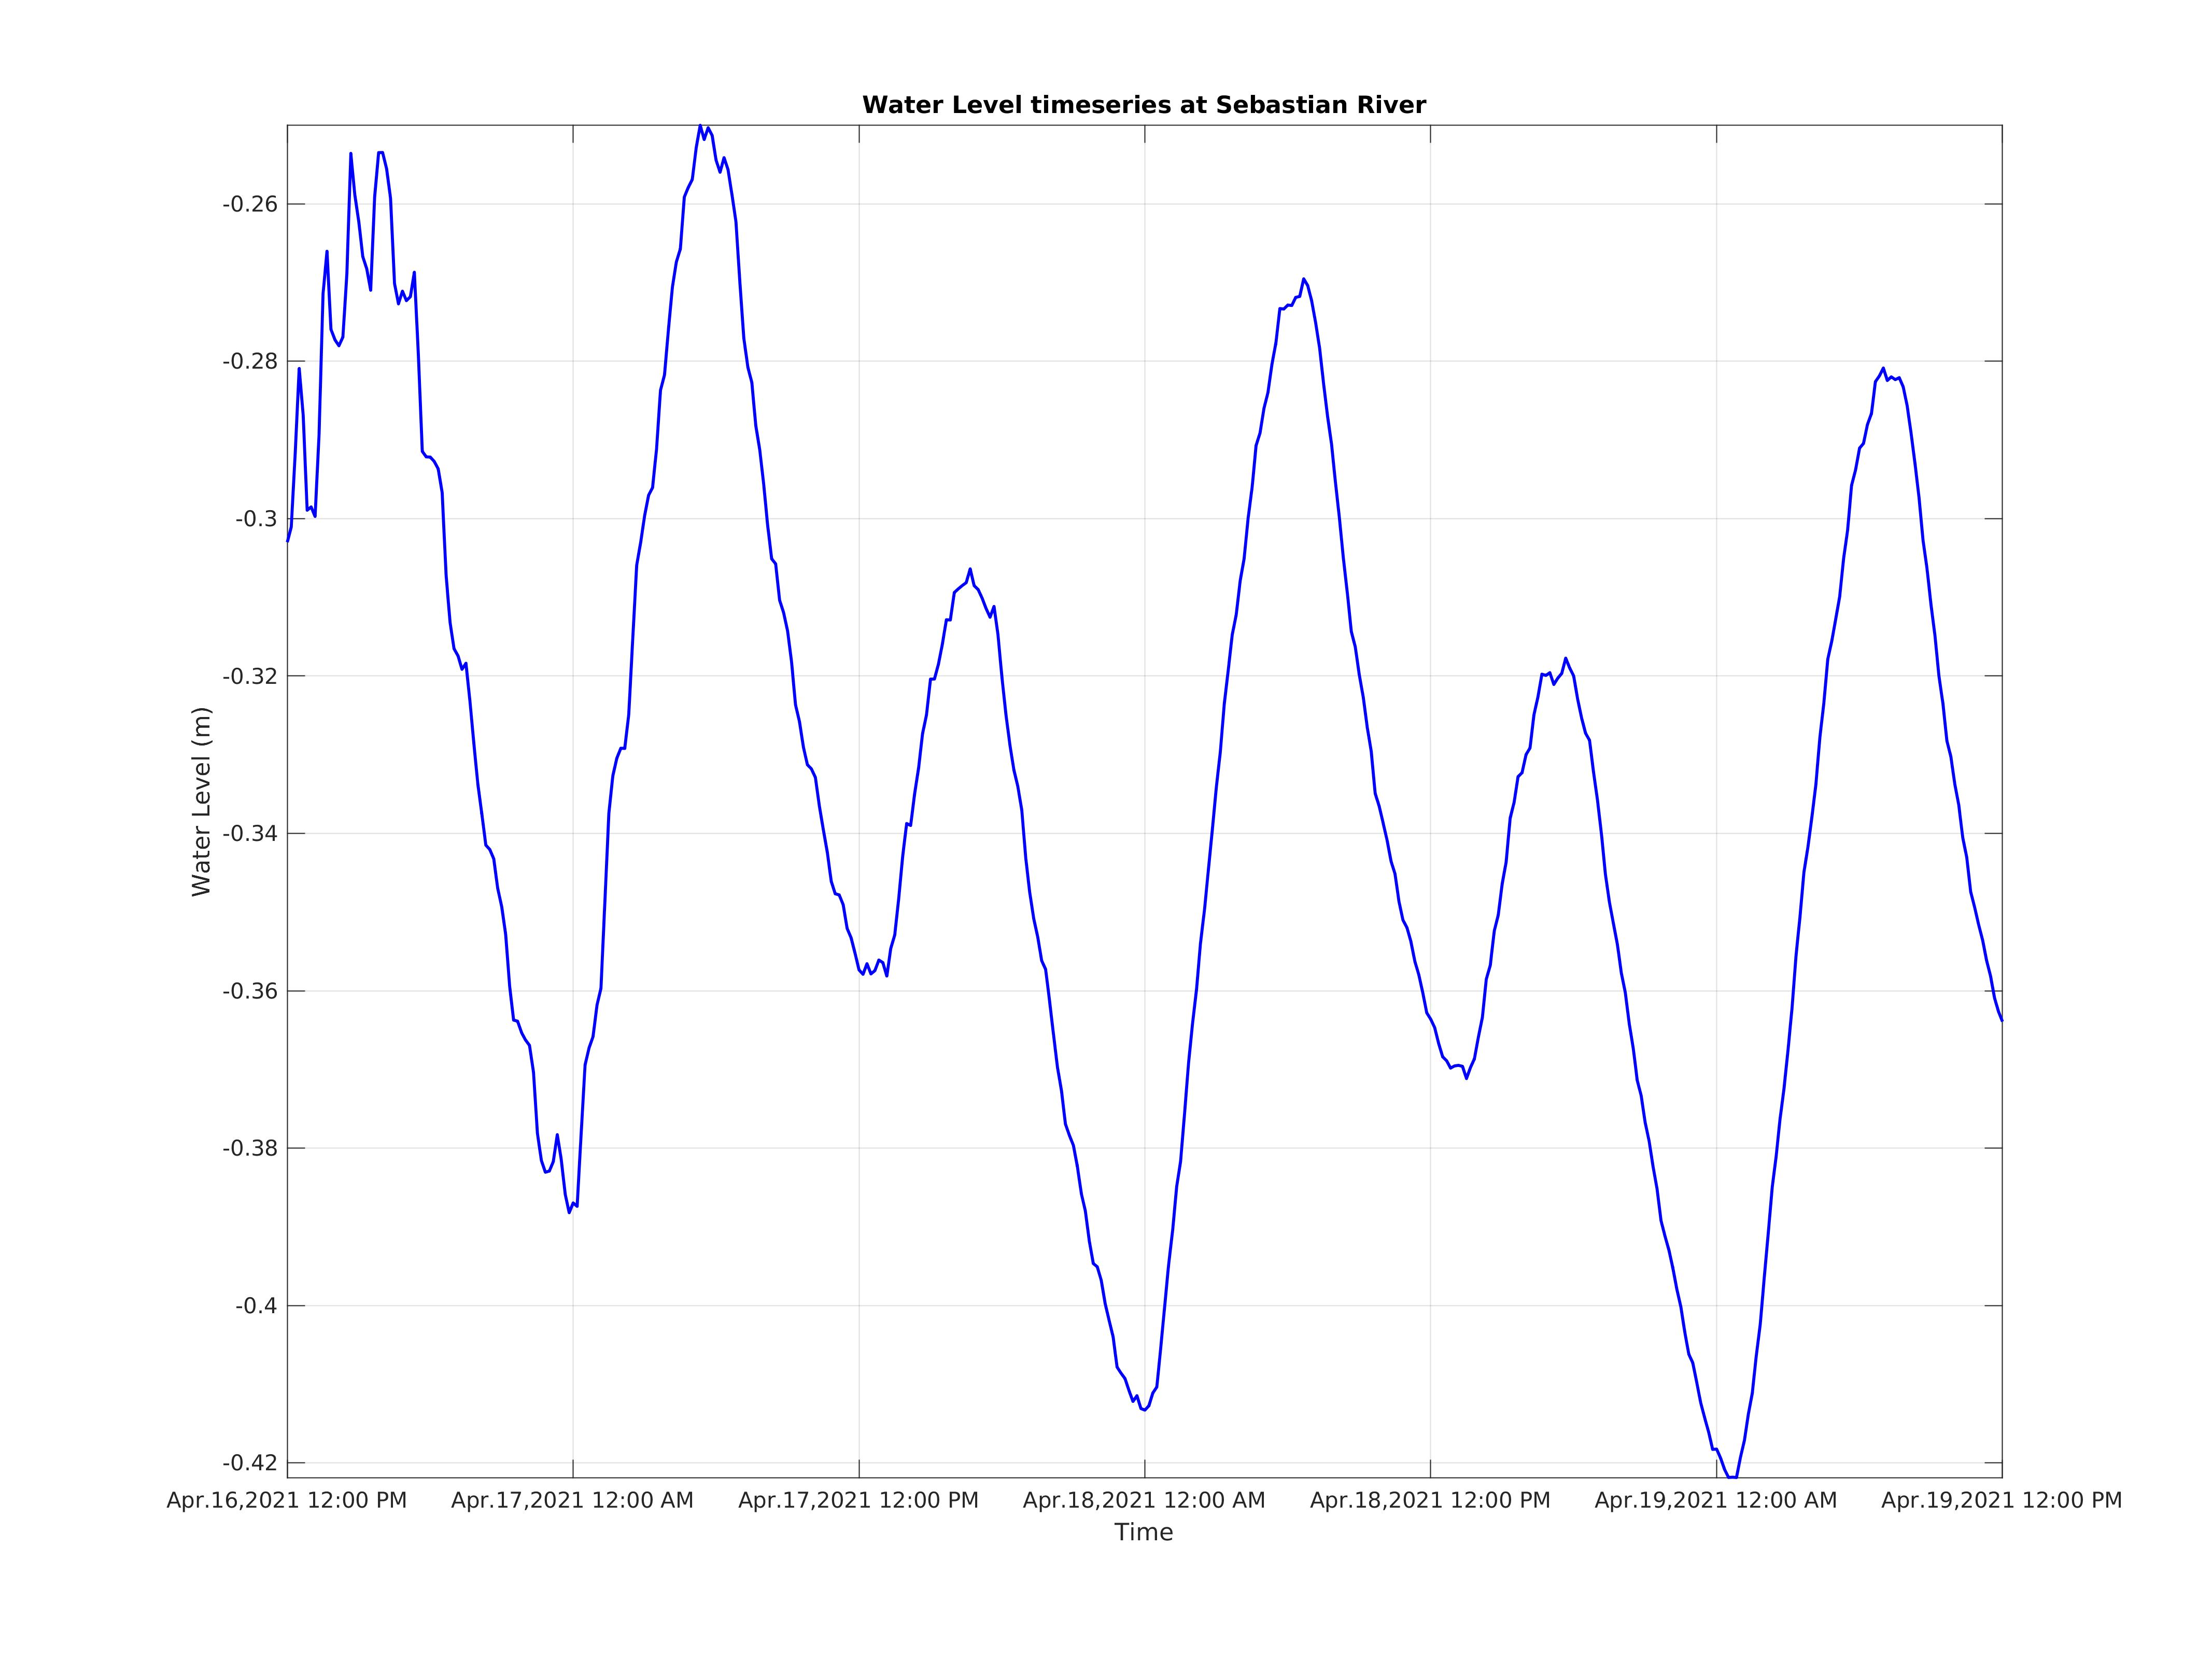 Water Level timeseries at Sebastian River
-0.26
-0.28
-0.3
-0.32
-0.34
-0.36
-0.38
-0.4
-0.42
Water Level (m)
Apr.16,2021 12:00 PM Apr.17,2021 12:00 AM Apr.17,2021 12:00 PM Apr.18,2021 12:00 AM Apr.18,2021 12:00 PM Apr.19,2021 12:00 AM Apr.19,2021 12:00 PM
Time